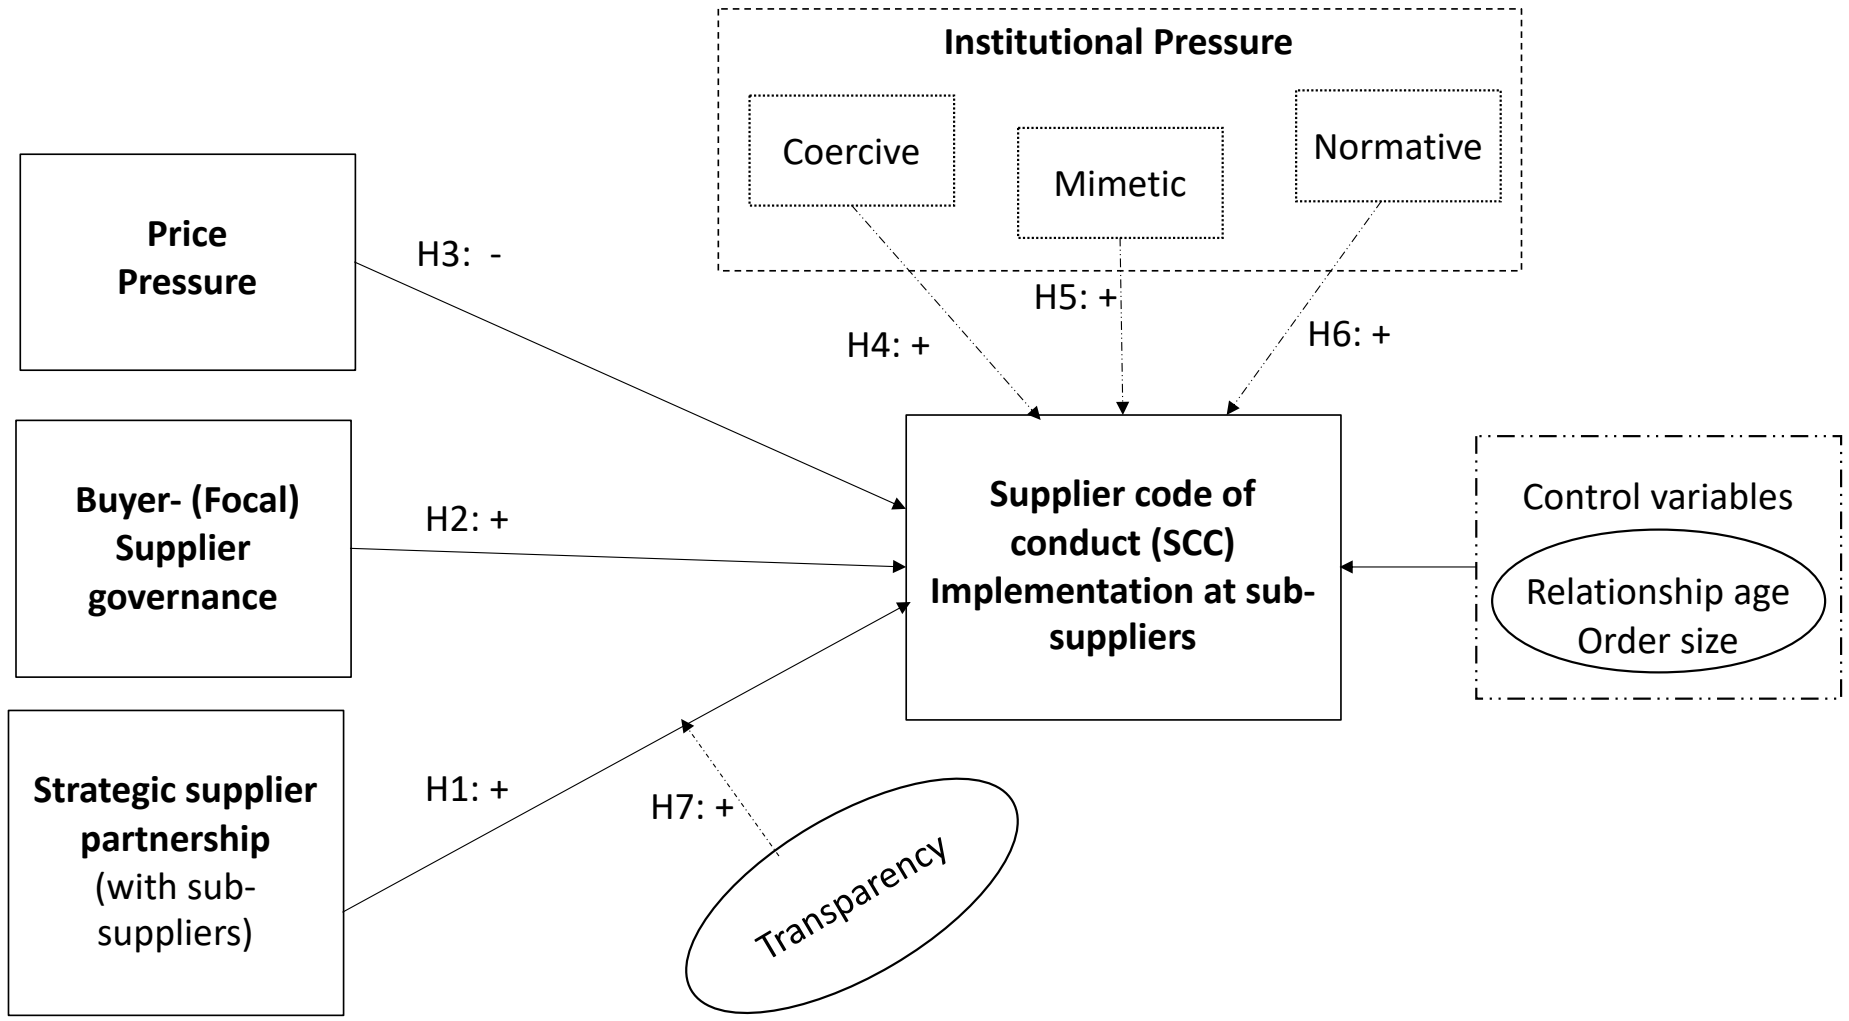 Institutional Pressure
Coercive
Mimetic
Normative
Price
Pressure
H3:  -
H4: +
H5: +
H6: +
Buyer- (Focal)
Supplier
governance
H2: +
Supplier code of
conduct (SCC)
Implementation at sub-
suppliers
Control variables
Relationship age
Order size
Strategic supplier
partnership
(with sub-
suppliers)
H1: +
H7: +
Transparency